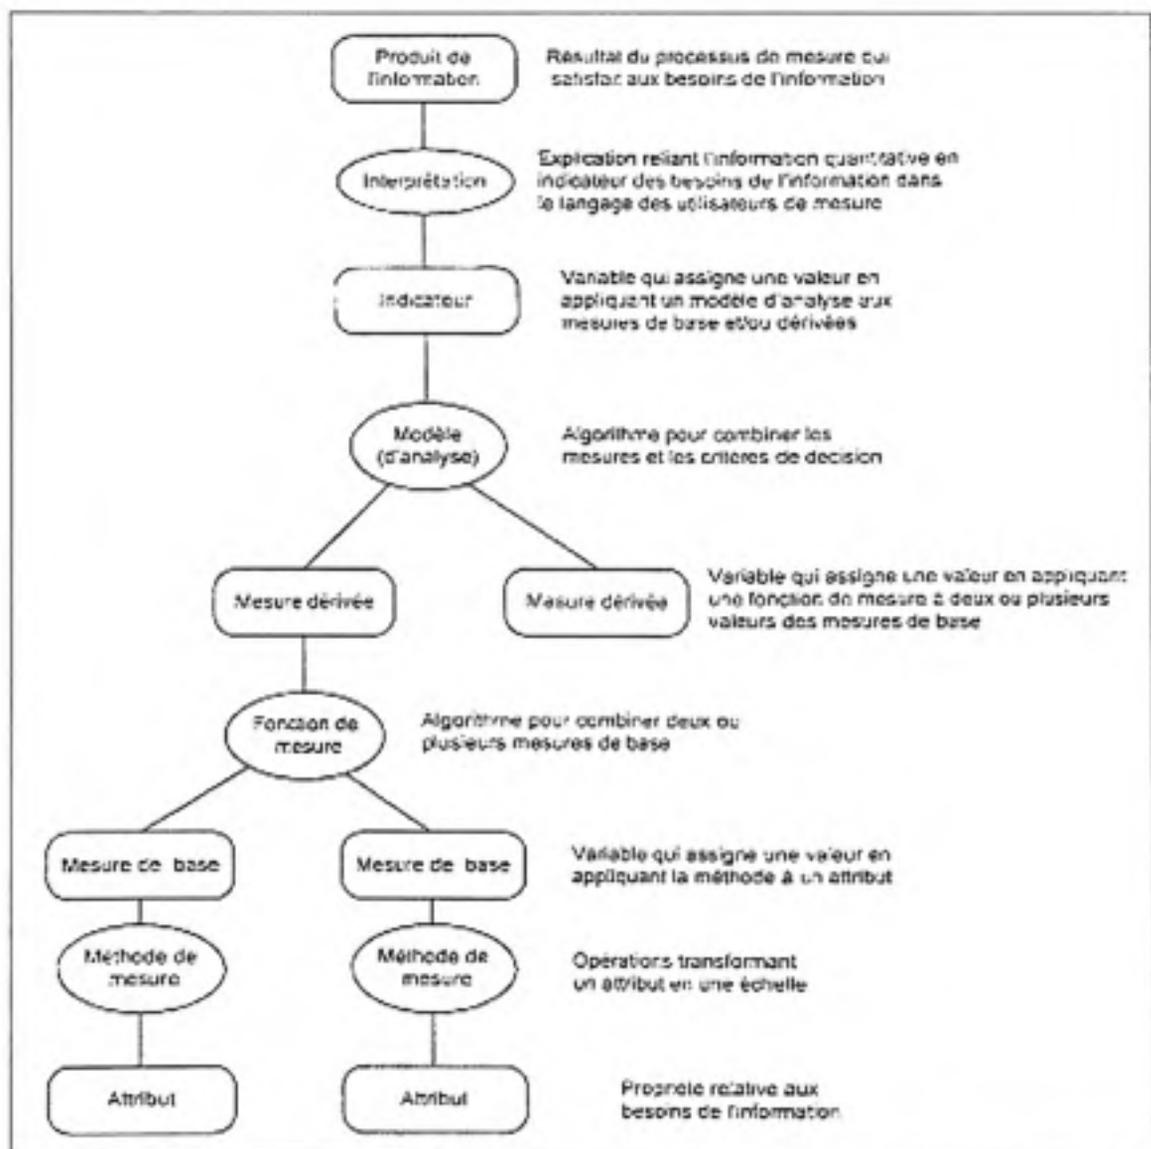 Produit de
l'information
Résultat du processus de mesure qui
satisfait aux besoins de l'information
Interprétation
Explication reliant l'information quantitative en
indicateur des besoins de l'information dans
le langage des utilisateurs de mesure
Indicateur
Variable qui assigne une valeur en
appliquant un modèle d'analyse aux
mesures de base et/ou dérivées
Modèle
(d'analyse)
Algorithme pour combiner les
mesures et les critères de décision
Mesure dérivée
Mesure dérivée
Variable qui assigne une valeur en appliquant
une fonction de mesure à deux ou plusieurs
valeurs des mesures de base
Fonction de
mesure
Algorithme pour combiner deux ou
plusieurs mesures de base
Mesure de base
Mesure de base
Variable qui assigne une valeur en
appliquant la méthode à un attribut
Méthode de
mesure
Méthode de
mesure
Opérations transformant
un attribut en une échelle
Attribut
Attribut
Propriété relative aux
besoins de l'information